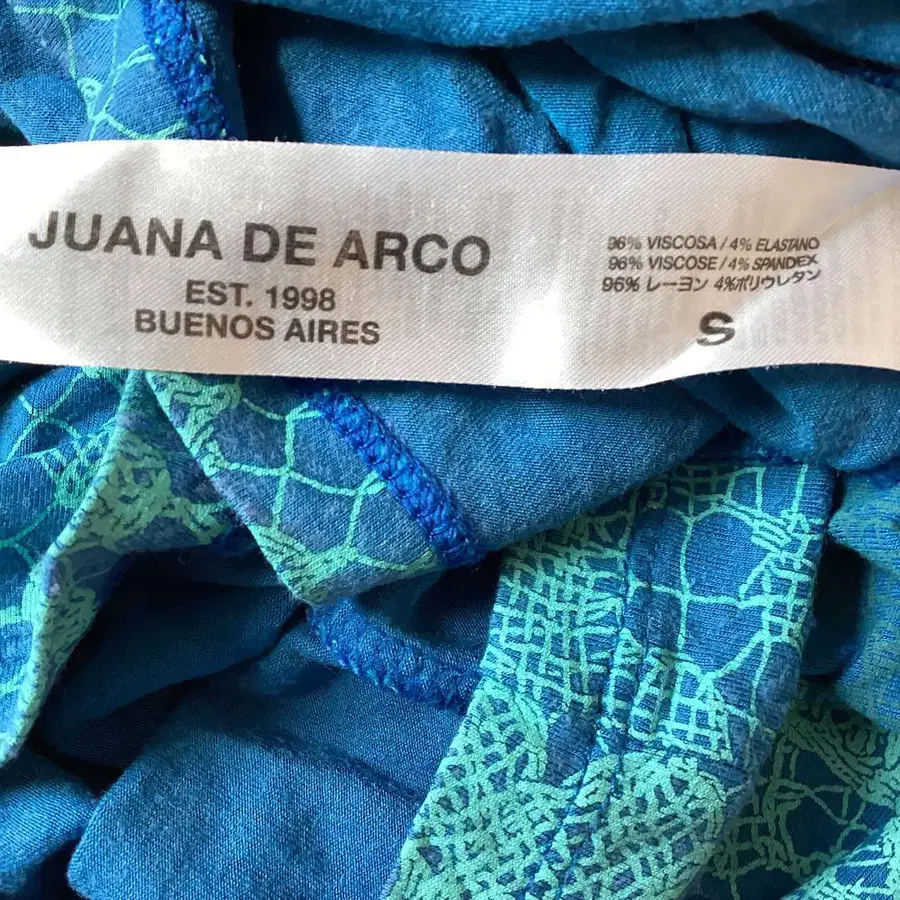 JUANA DE ARCO
EST. 1998
BUENOS AIRES
96% VISCOSA / 4% ELASTANO
96% VISCOSE / 4% SPANDEX
96% レーヨン 4%ポリウレタン
S